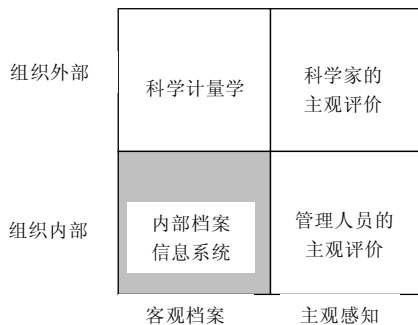 组织外部
科学计量学
科学家的
主观评价
组织内部
内部档案
信息系统
管理人员的
主观评价
客观档案
主观感知